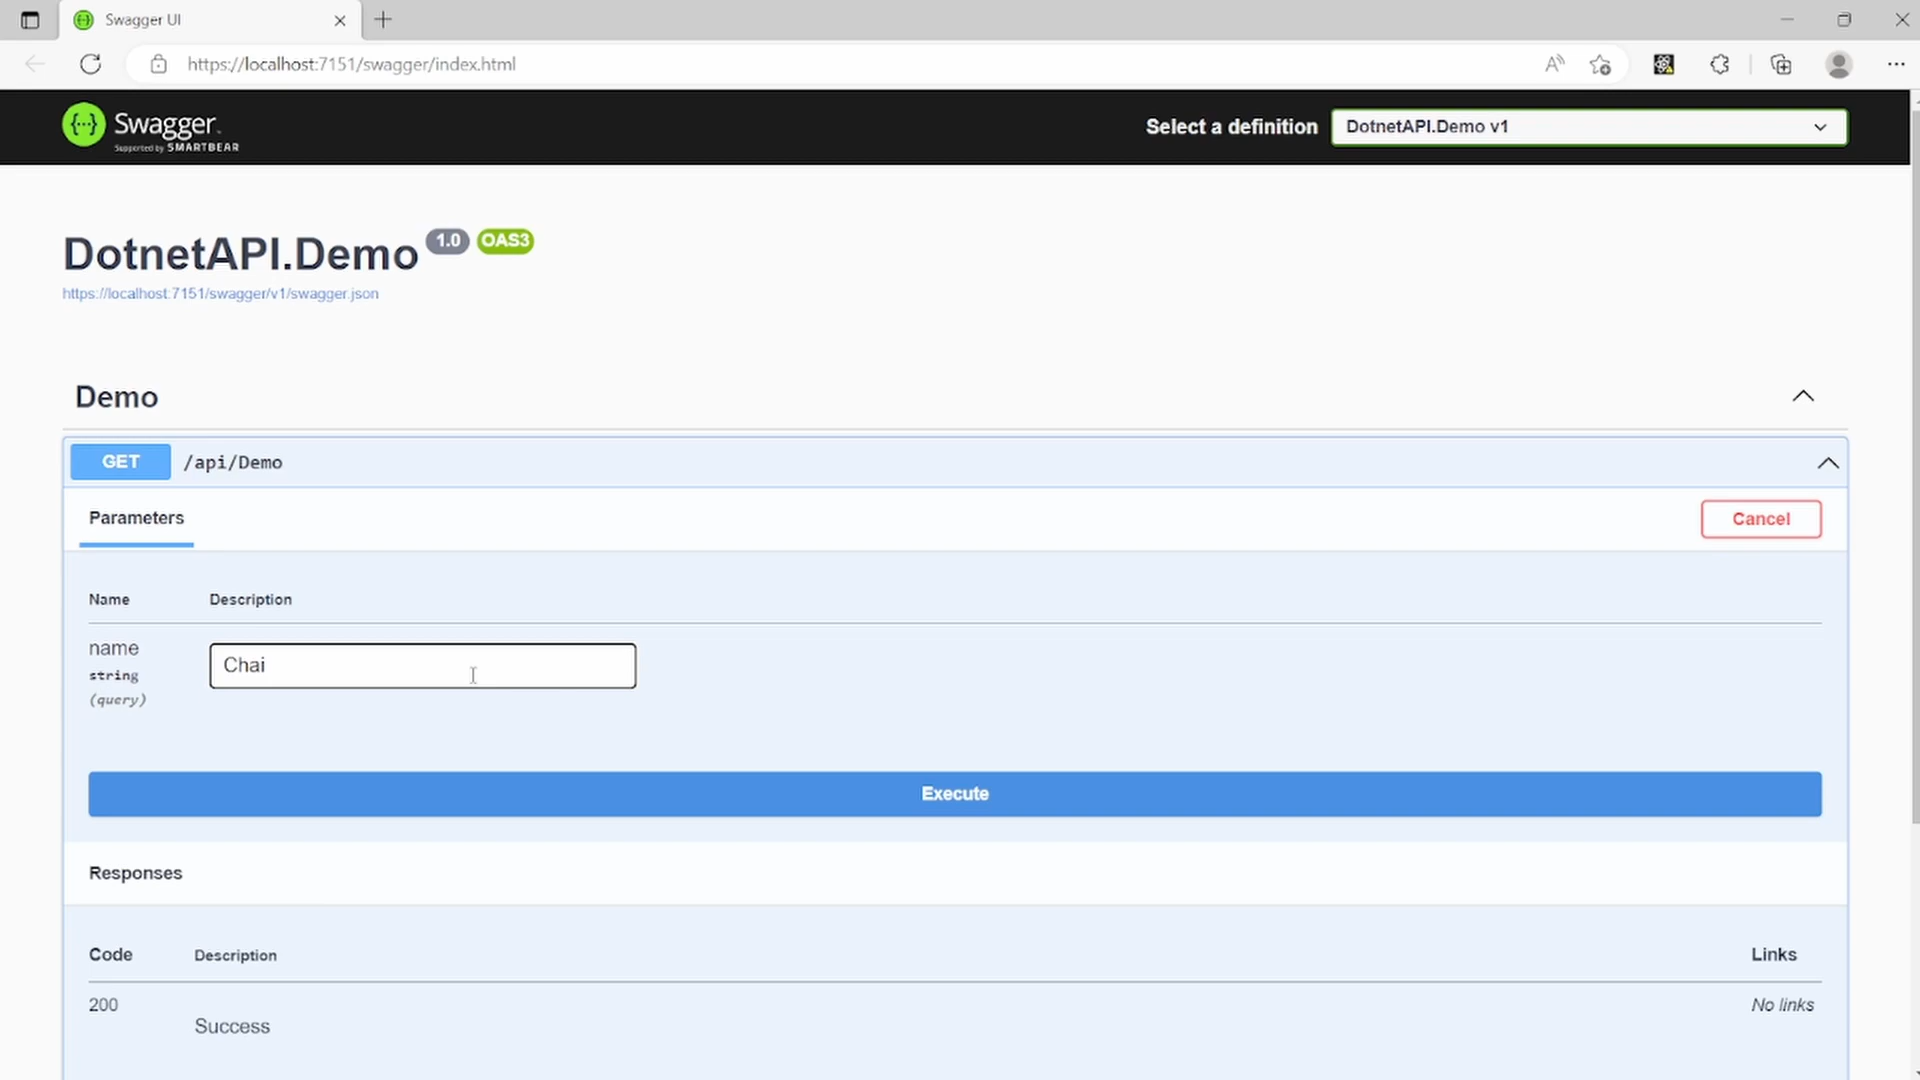 Swagger UI
https://localhost:7151/swagger/index.html
Swagger
Supported by SMARTBEAR
Select a definition
DotnetAPI.Demo v1
DotnetAPI.Demo 1.0 OAS3
https://localhost:7151/swagger/v1/swagger.json
Demo
GET /api/Demo
Parameters
Cancel
Name Description
name
string
(query)
Chai
Execute
Responses
Code Description Links
200 No links
Success